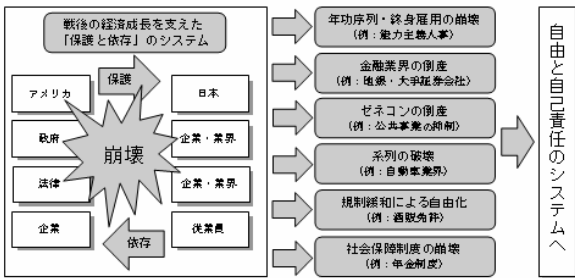 戦後の経済成長を支えた
「保護と依存」のシステム
保護
アメリカ
日本
政府
企業・業界
崩壊
法律
企業・業界
企業
従業員
依存
年功序列・終身雇用の崩壊
(例:能力主義人事)
金融業界の倒産
(例:地銀・大手証券会社)
ゼネコンの倒産
(例:公共事業の抑制)
系列の破壊
(例:自動車業界)
規制緩和による自由化
(例:酒販免許)
社会保障制度の崩壊
(例:年金制度)
自由と自己責任のシステムへ